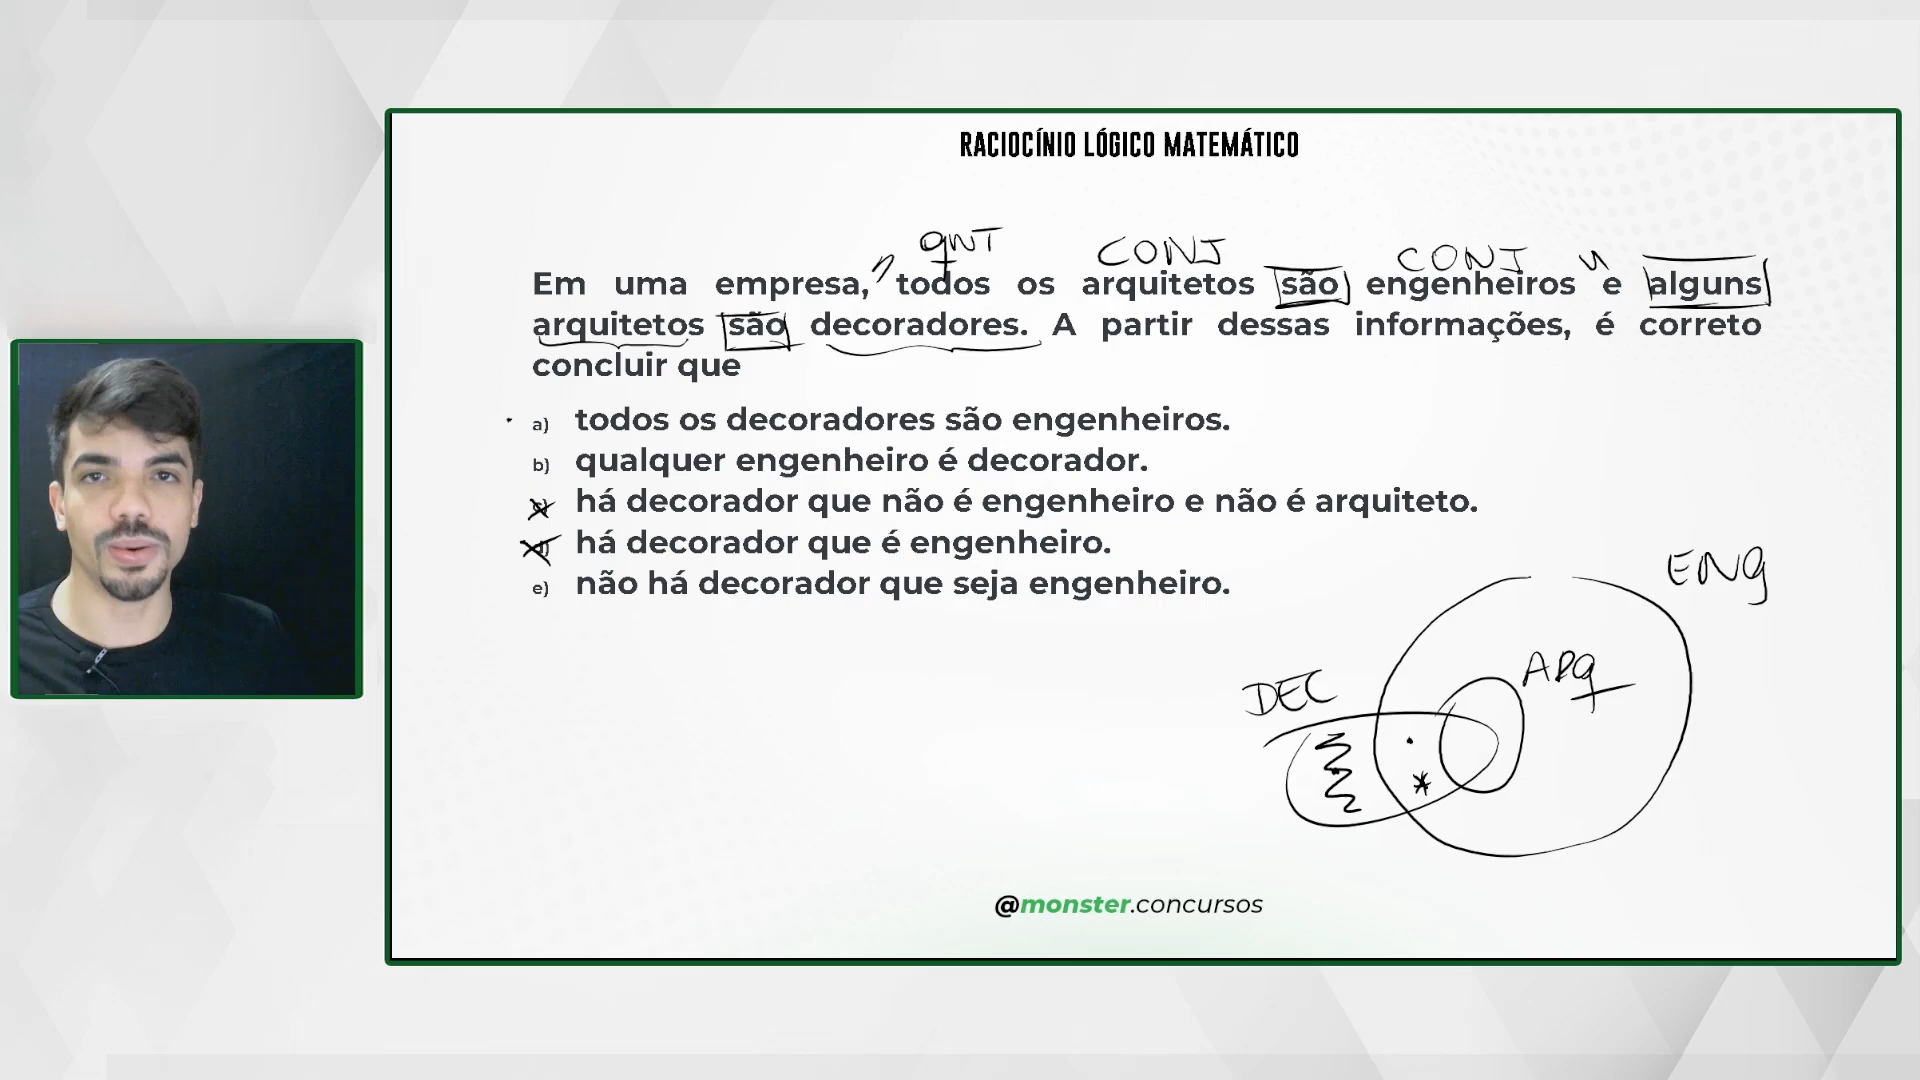 RACIOCÍNIO LÓGICO MATEMÁTICO
qNT CONJ CONJ
Em uma empresa, todos os arquitetos são engenheiros e alguns
arquitetos são decoradores. A partir dessas informações, é correto
concluir que
a) todos os decoradores são engenheiros.
b) qualquer engenheiro é decorador.
c) há decorador que não é engenheiro e não é arquiteto.
d) há decorador que é engenheiro.
e) não há decorador que seja engenheiro.
ENg
ARq
DEC
@monster.concursos